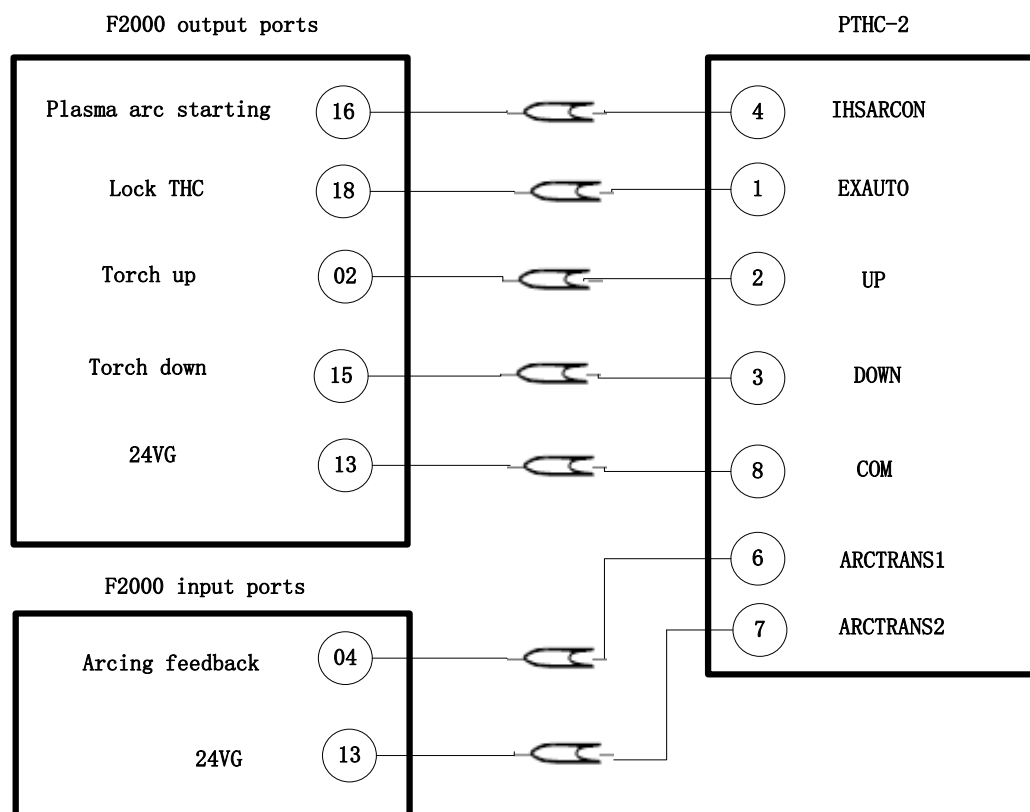 F2000 output ports
PTHC-2
Plasma arc starting 16 4 IHSARCON
Lock THC 18 1 EXAUTO
Torch up 02 2 UP
Torch down 15 3 DOWN
24VG 13 8 COM
6 ARCTRANS1
F2000 input ports
7 ARCTRANS2
Arcing feedback 04
24VG 13